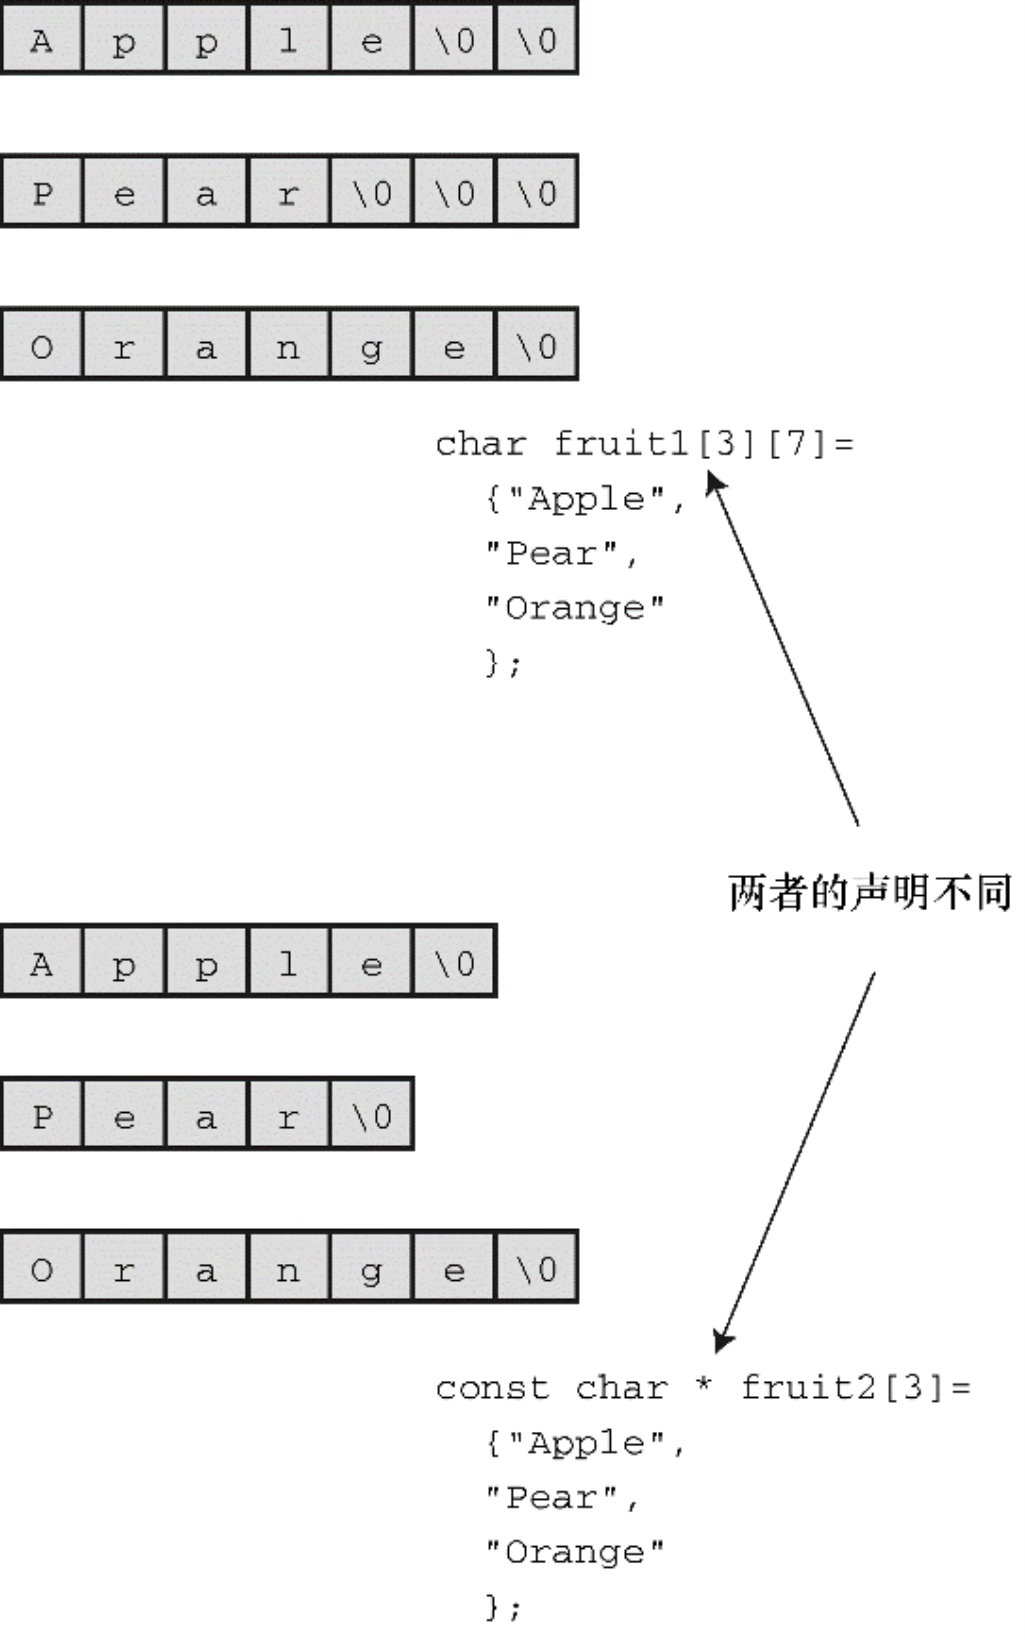 A p p l e \0 \0
P e a r \0 \0 \0
O r a n g e \0
char fruit1[3][7]=
{"Apple",
"Pear",
"Orange"
};
两者的声明不同
A p p l e \0
P e a r \0
O r a n g e \0
const char * fruit2[3]=
{"Apple",
"Pear",
"Orange"
};